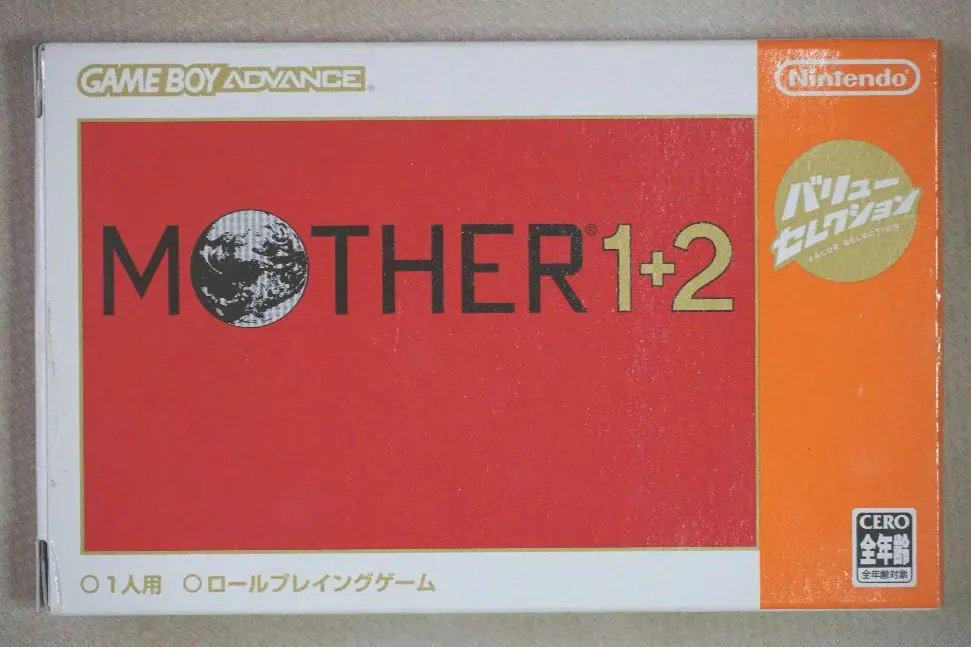 GAME BOY ADVANCE
Nintendo®
バリュー
セレクション
VALUE SELECTION
MOTHER®1+2
CERO
全年齢
全年齢対象
○1人用 ○ロールプレイングゲーム